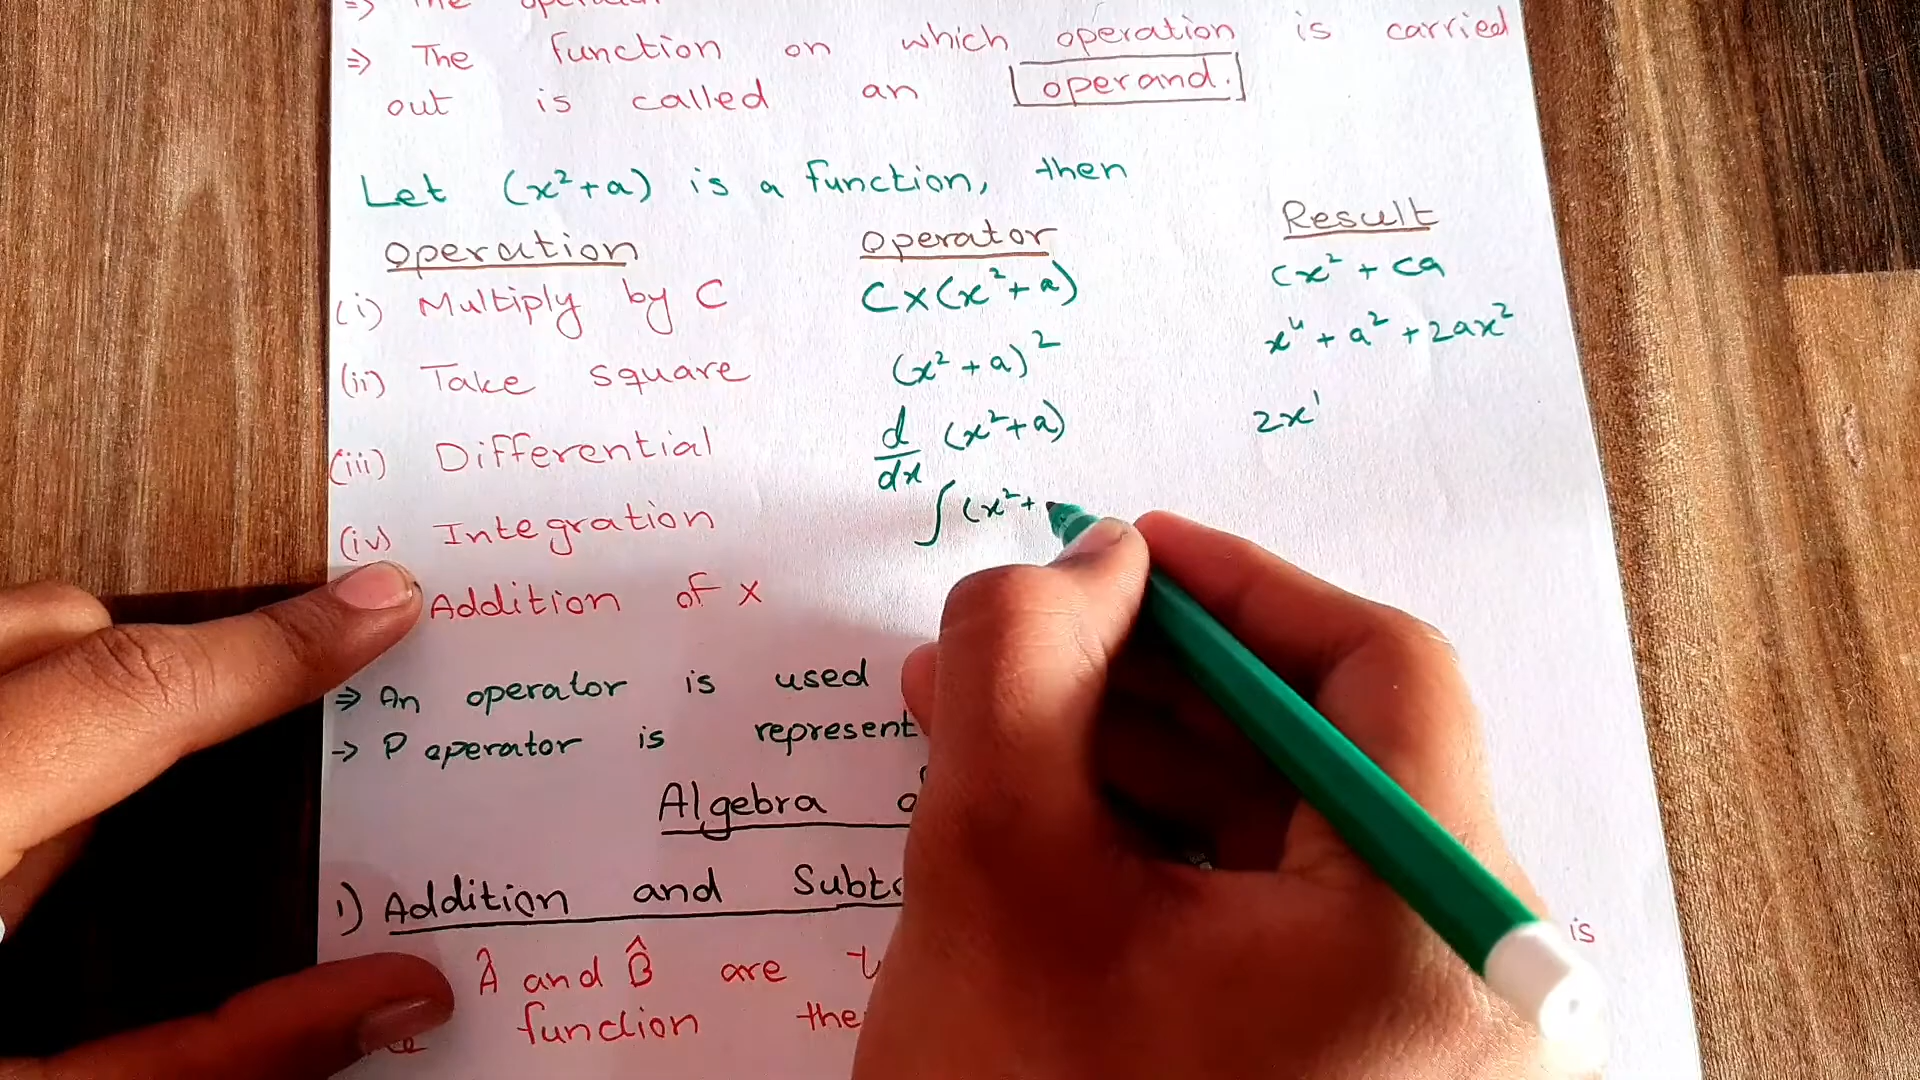 => The
=> The function on which operation is carried
out is called an operand.
Let (x²+a) is a function, then
Operation Operator Result
(i) Multiply by C C×(x²+a) cx² + ca
(ii) Take square (x² + a)² x⁴ + a² + 2ax²
(iii) Differential d/dx (x²+a) 2x¹
(iv) Integration ∫(x²+
Addition of x
=> An operator is used
-> P operator is represent
Algebra
1) Addition and
Â and B̂ are
is
function